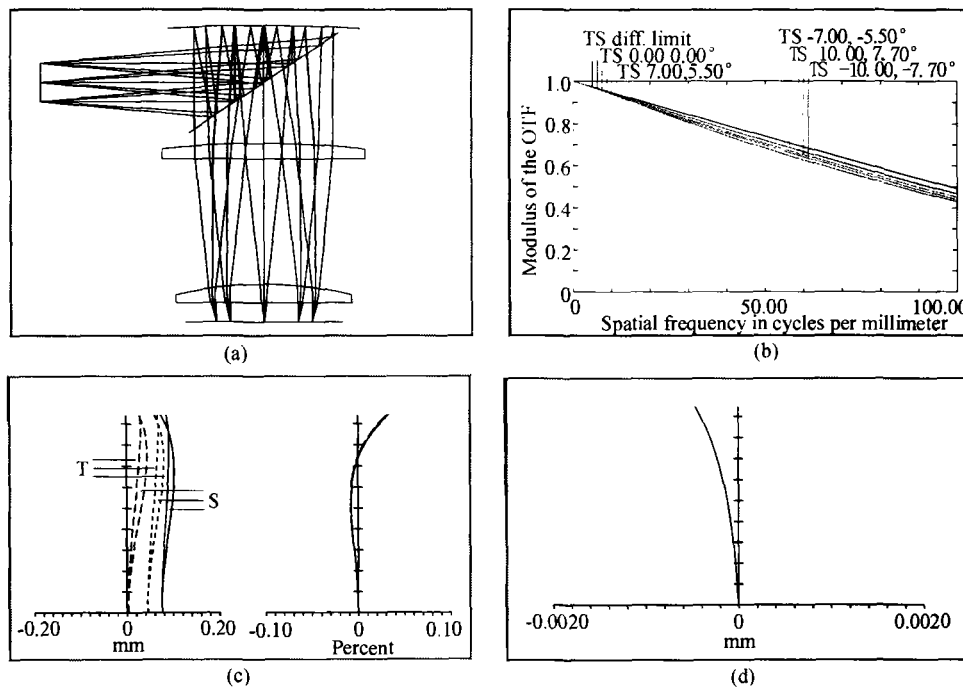 (a)
TS diff. limit
TS 0.00 0.00°
TS 7.00,5.50°
TS -7.00, -5.50°
TS 10.00, 7.70°
TS -10.00, -7.70°
Modulus of the OTF
1.0
0.8
0.6
0.4
0.2
0
0
50.00
100.00
Spatial frequency in cycles per millimeter
(b)
T
S
-0.20
0
0.20
mm
-0.10
0
0.10
Percent
(c)
-0.0020
0
0.0020
mm
(d)